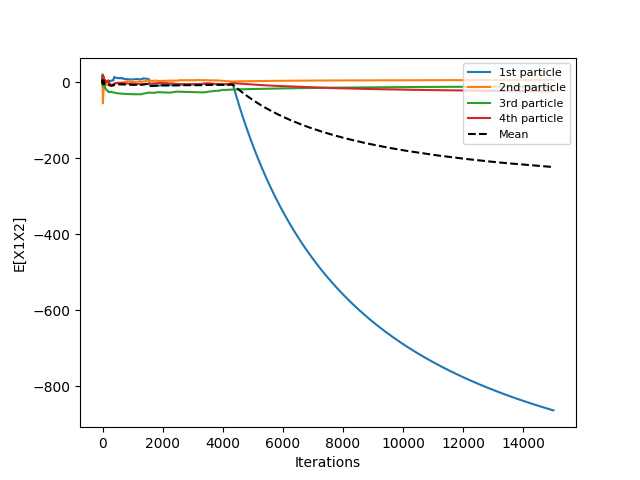 1st particle
2nd particle
3rd particle
4th particle
Mean
0
−200
−400
−600
−800
E[X1X2]
0
2000
4000
6000
8000
10000
12000
14000
Iterations